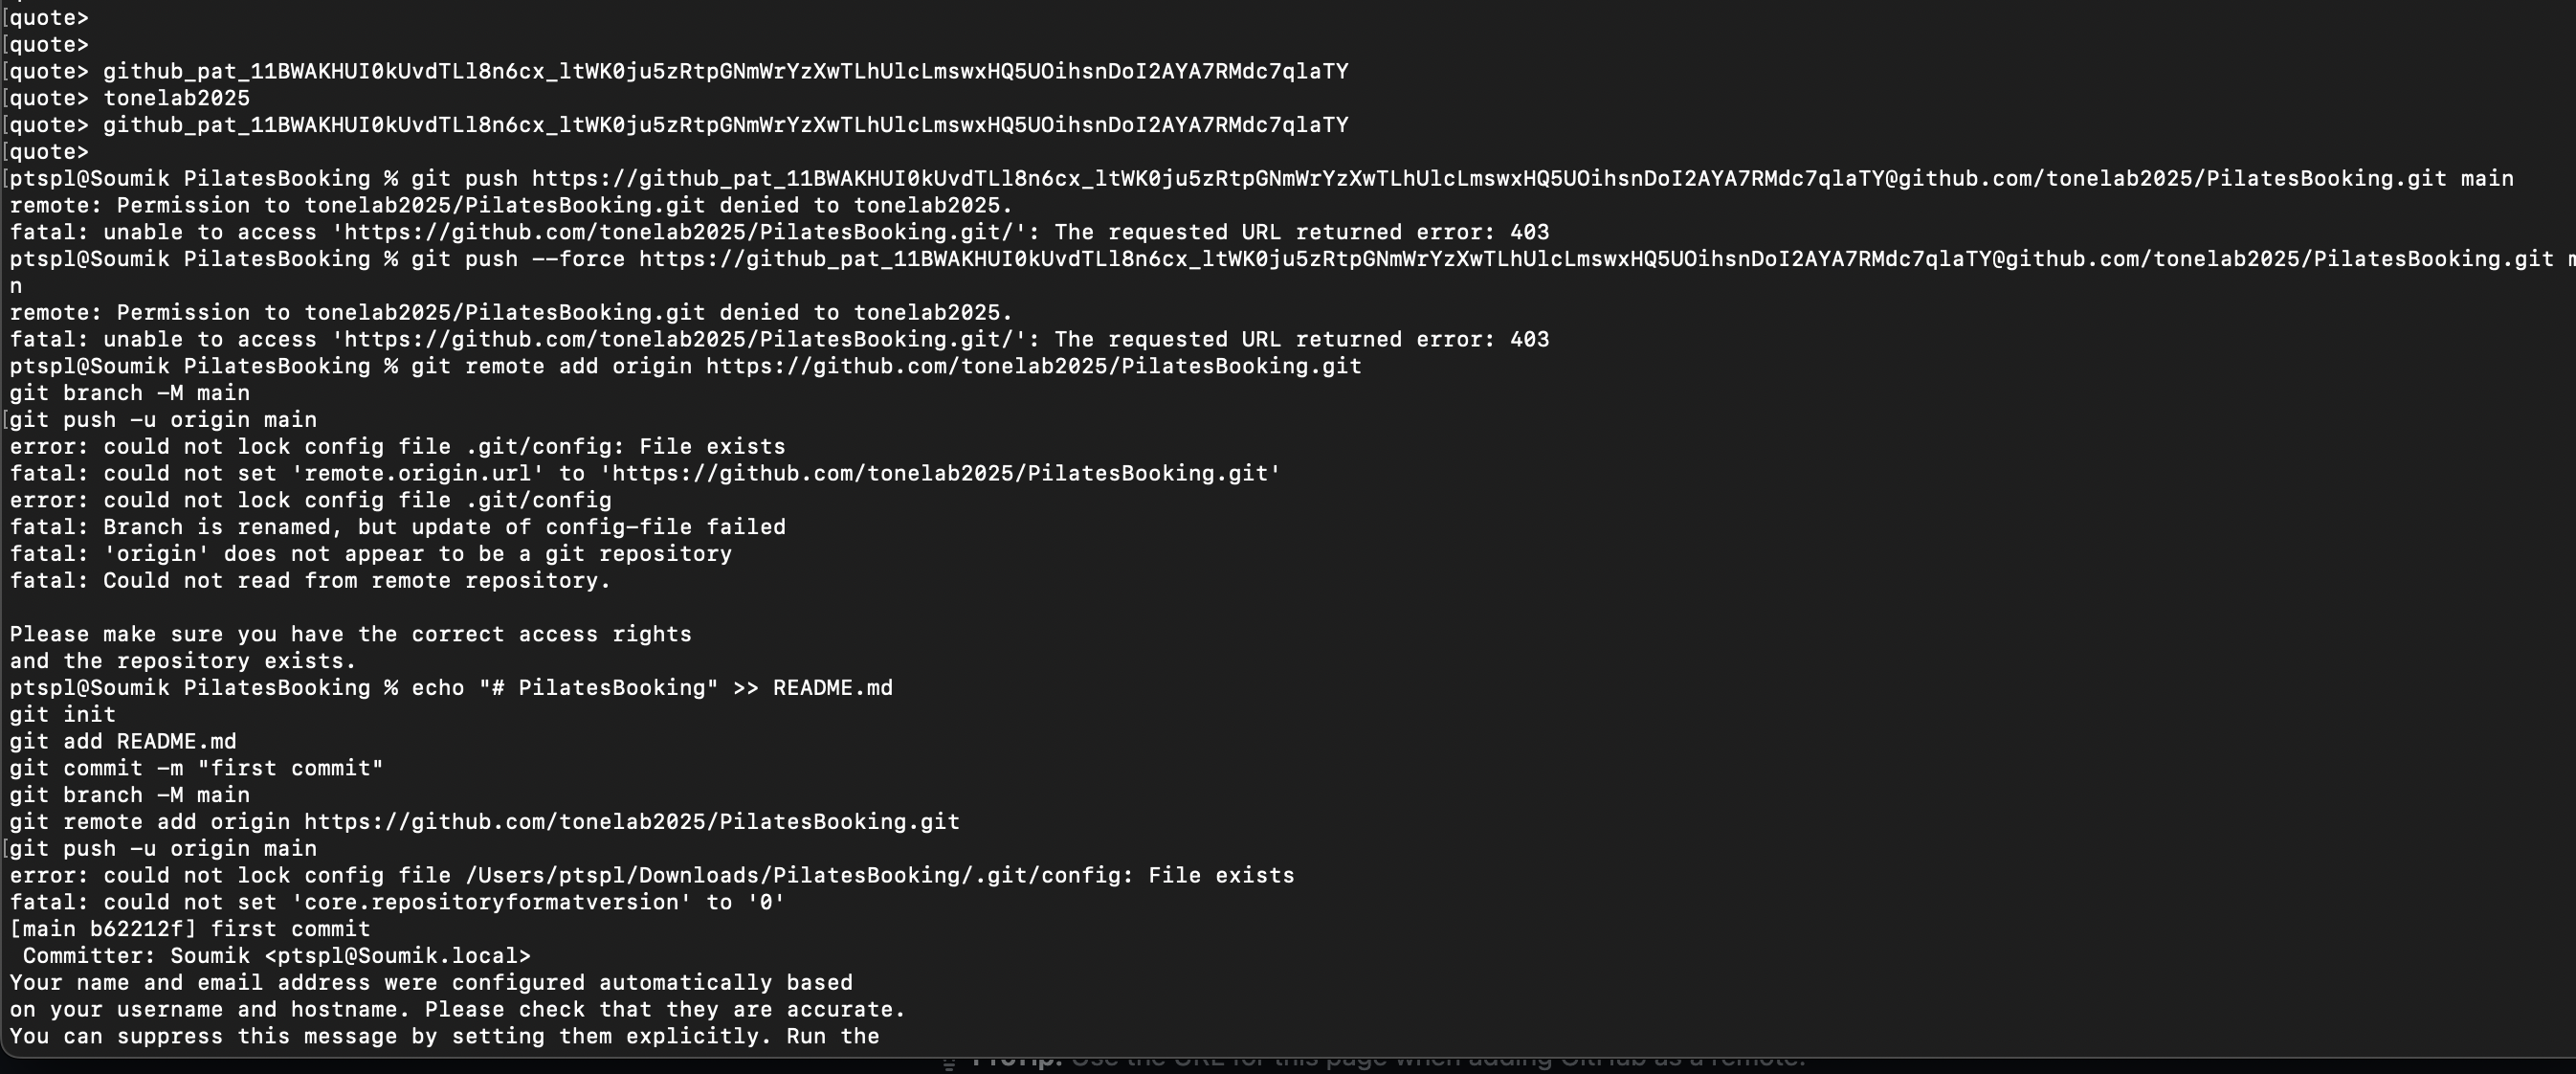 [quote>
[quote>
[quote> 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
[quote> tonelab2025
[quote> 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
[quote>
[ptspl@Soumik PilatesBooking % git push https://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@github.com/tonelab2025/PilatesBooking.git main
remote: Permission to tonelab2025/PilatesBooking.git denied to tonelab2025.
fatal: unable to access 'https://github.com/tonelab2025/PilatesBooking.git/': The requested URL returned error: 403
ptspl@Soumik PilatesBooking % git push --force https://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@github.com/tonelab2025/PilatesBooking.git
n
remote: Permission to tonelab2025/PilatesBooking.git denied to tonelab2025.
fatal: unable to access 'https://github.com/tonelab2025/PilatesBooking.git/': The requested URL returned error: 403
ptspl@Soumik PilatesBooking % git remote add origin https://github.com/tonelab2025/PilatesBooking.git
git branch -M main
[git push -u origin main
error: could not lock config file .git/config: File exists
fatal: could not set 'remote.origin.url' to 'https://github.com/tonelab2025/PilatesBooking.git'
error: could not lock config file .git/config
fatal: Branch is renamed, but update of config-file failed
fatal: 'origin' does not appear to be a git repository
fatal: Could not read from remote repository.
Please make sure you have the correct access rights
and the repository exists.
ptspl@Soumik PilatesBooking % echo "# PilatesBooking" >> README.md
git init
git add README.md
git commit -m "first commit"
git branch -M main
git remote add origin https://github.com/tonelab2025/PilatesBooking.git
[git push -u origin main
error: could not lock config file /Users/ptspl/Downloads/PilatesBooking/.git/config: File exists
fatal: could not set 'core.repositoryformatversion' to '0'
[main b62212f] first commit
Committer: Soumik <ptspl@Soumik.local>
Your name and email address were configured automatically based
on your username and hostname. Please check that they are accurate.
You can suppress this message by setting them explicitly. Run the
ProTip! Use the URL for this page when adding GitHub as a remote.